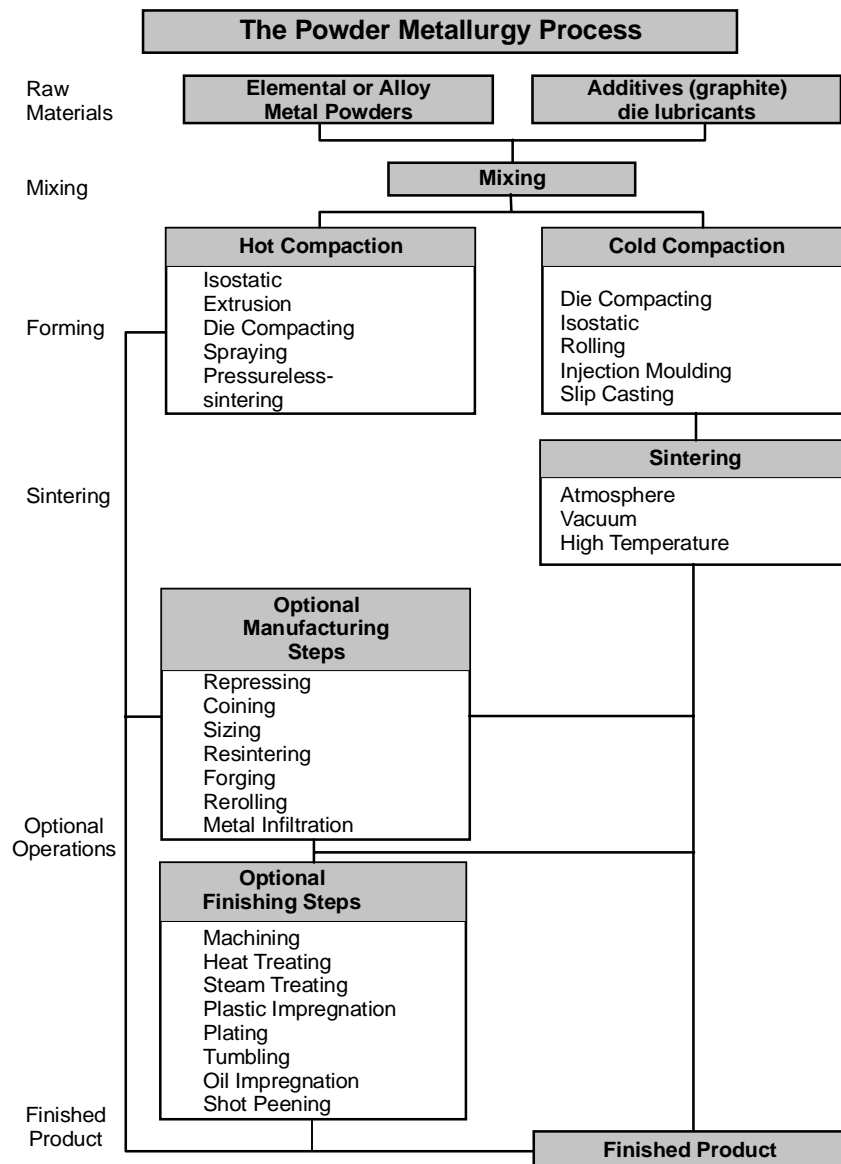 The Powder Metallurgy Process
Raw
Materials
Elemental or Alloy
Metal Powders
Additives (graphite)
die lubricants
Mixing
Mixing
Hot Compaction
Cold Compaction
Forming
Isostatic
Extrusion
Die Compacting
Spraying
Pressureless-
sintering
Die Compacting
Isostatic
Rolling
Injection Moulding
Slip Casting
Sintering
Sintering
Atmosphere
Vacuum
High Temperature
Optional
Manufacturing
Steps
Repressing
Coining
Sizing
Resintering
Forging
Rerolling
Metal Infiltration
Optional
Operations
Optional
Finishing Steps
Machining
Heat Treating
Steam Treating
Plastic Impregnation
Plating
Tumbling
Oil Impregnation
Shot Peening
Finished
Product
Finished Product